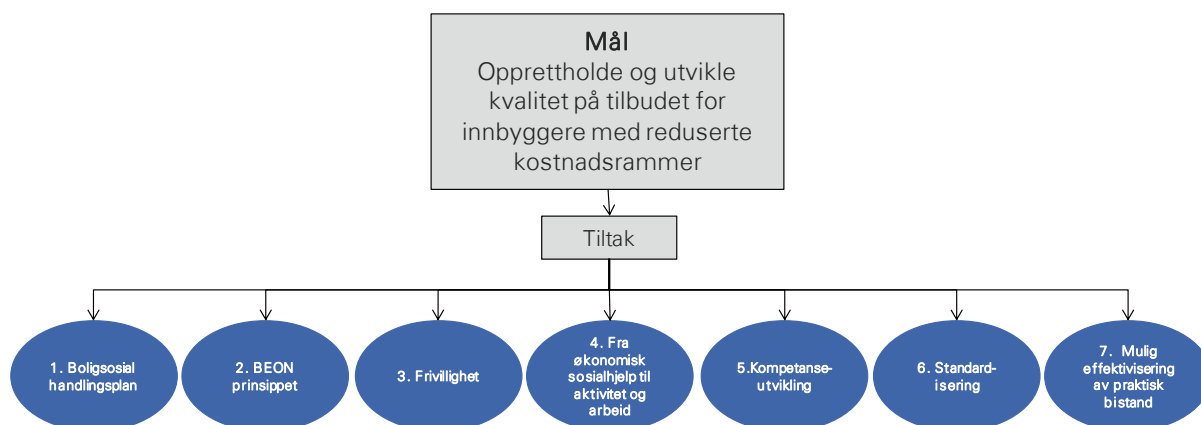 Mål
Opprettholde og utvikle
kvalitet på tilbudet for
innbyggere med reduserte
kostnadsrammer
Tiltak
1. Boligsosial
handlingsplan
2. BEON
prinsippet
3. Frivillighet
4. Fra
økonomisk
sosialhjelp til
aktivitet og
arbeid
5.Kompetanse-
utvikling
6. Standard-
isering
7. Mulig
effektivisering
av praktisk
bistand